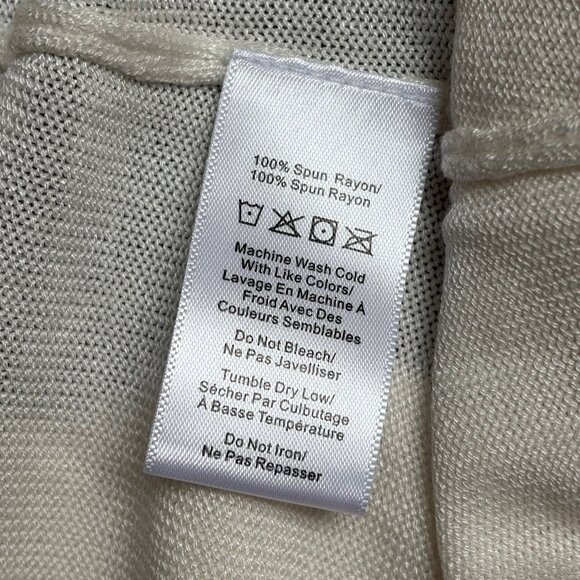 100% Spun Rayon/
100% Spun Rayon
Machine Wash Cold
With Like Colors/
Lavage En Machine À
Froid Avec Des
Couleurs Semblables
Do Not Bleach/
Ne Pas Javelliser
Tumble Dry Low/
Sécher Par Culbutage
À Basse Température
Do Not Iron/
Ne Pas Repasser